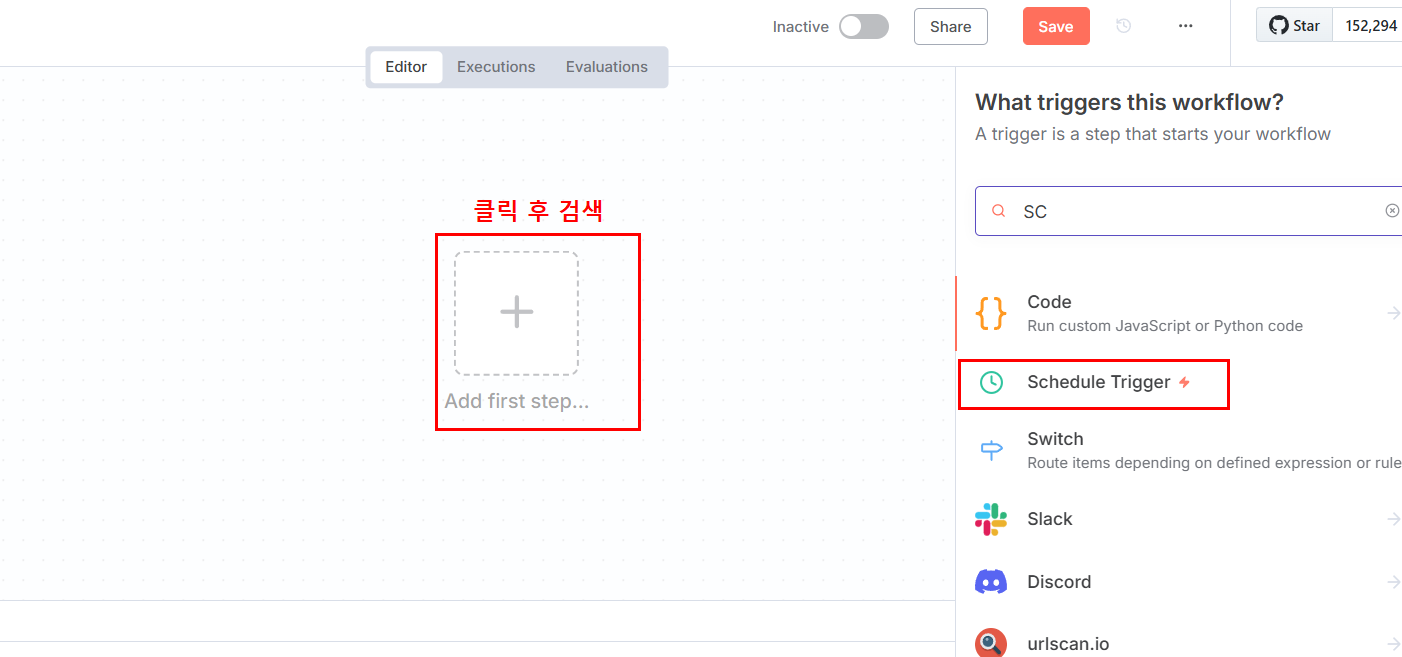 Inactive
Share
Save
Star
152,294
Editor
Executions
Evaluations
클릭 후 검색
Add first step...
What triggers this workflow?
A trigger is a step that starts your workflow
SC
Code
Run custom JavaScript or Python code
Schedule Trigger
Switch
Route items depending on defined expression or rule
Slack
Discord
urlscan.io